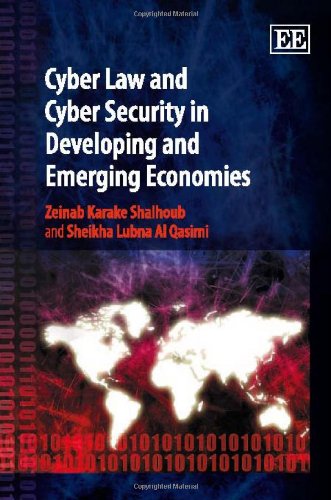 EE
Cyber Law and
Cyber Security in
Developing and
Emerging Economies
Zeinab Karake Shalhoub
and Sheikha Lubna Al Qasimi